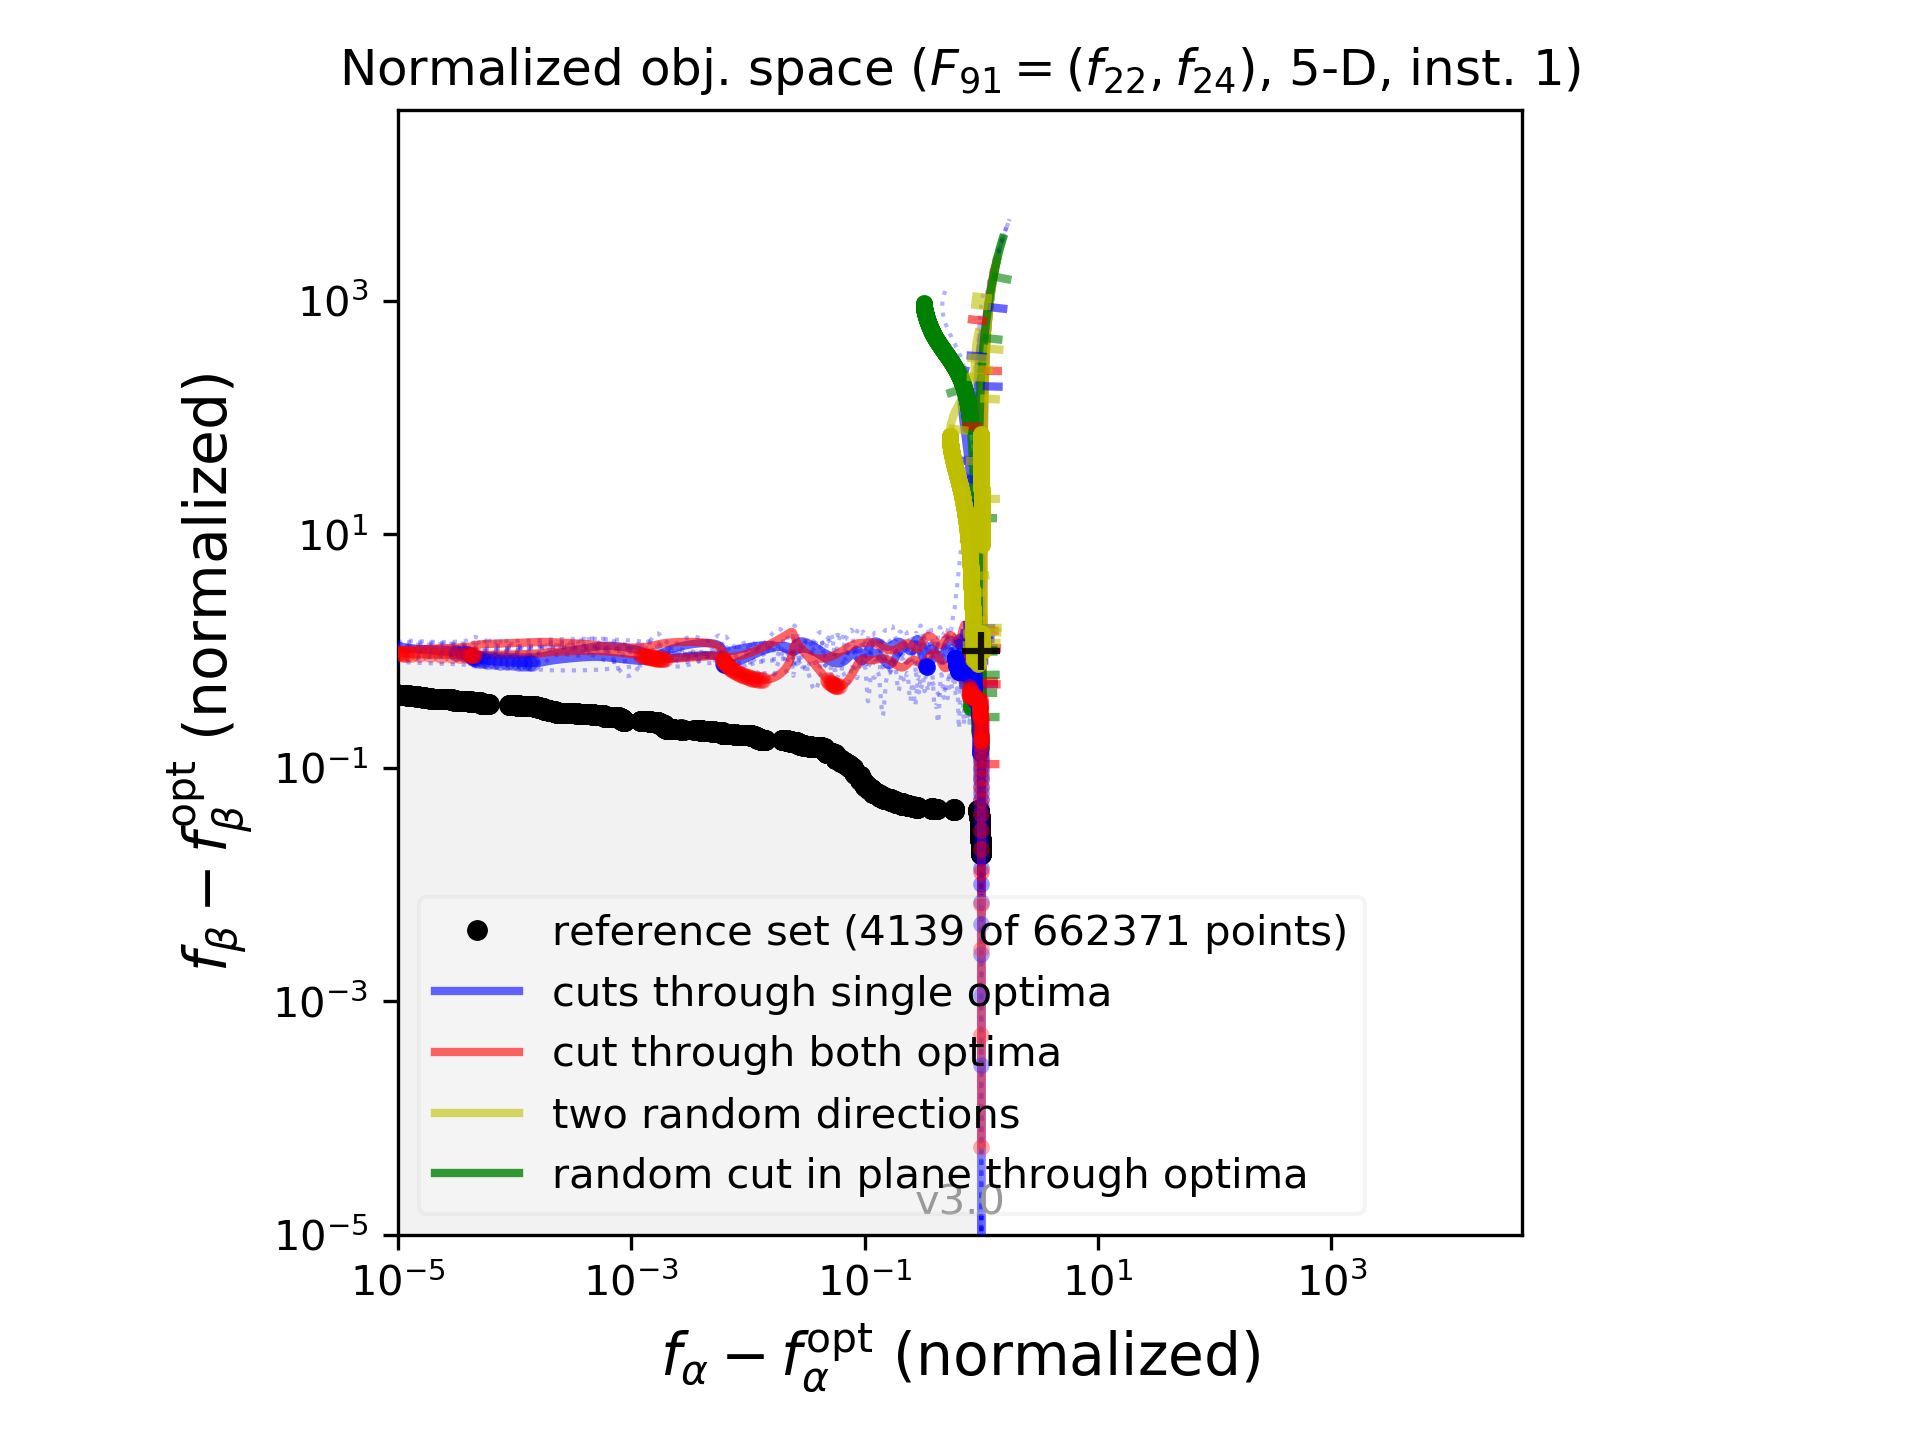 Normalized obj. space (F₉₁ = (f₂₂, f₂₄), 5-D, inst. 1)
10³
10¹
10⁻¹
10⁻³
10⁻⁵
f_β − f_β^opt (normalized)
reference set (4139 of 662371 points)
cuts through single optima
cut through both optima
two random directions
random cut in plane through optima
v3.0
10⁻⁵ 10⁻³ 10⁻¹ 10¹ 10³
f_α − f_α^opt (normalized)